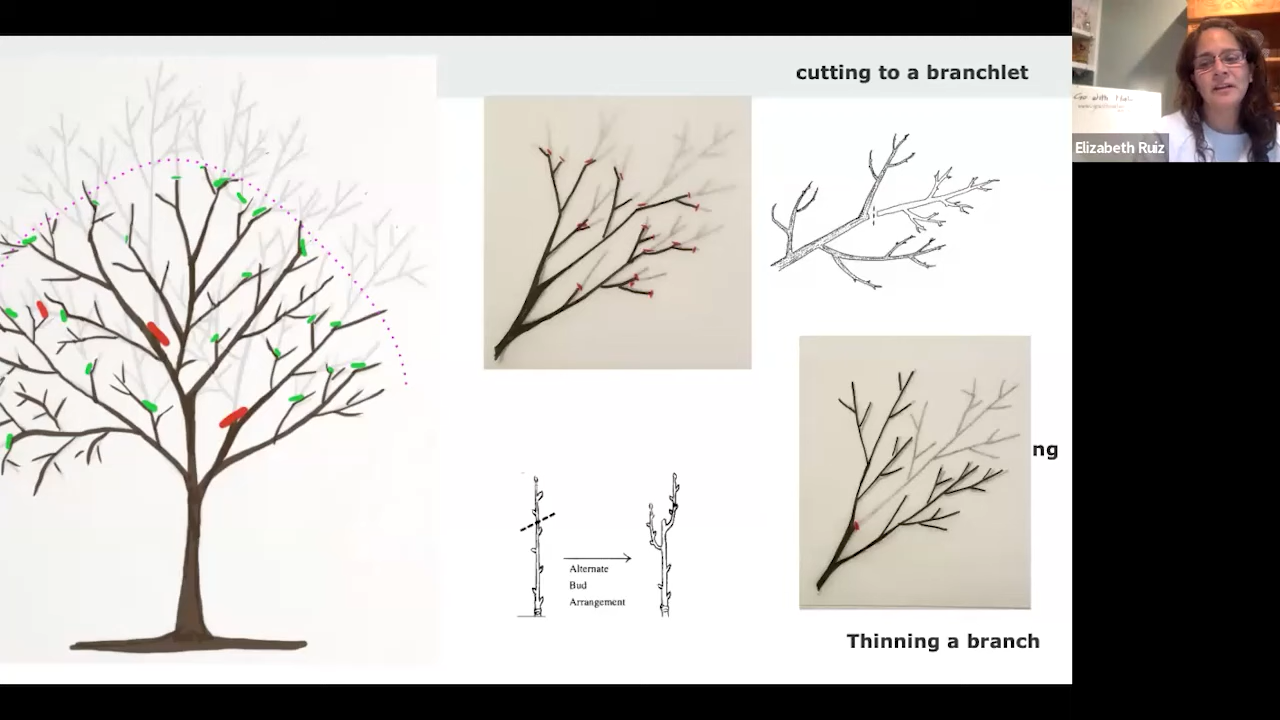 cutting to a branchlet
Elizabeth Ruiz
ng
Alternate
Bud
Arrangement
Thinning a branch